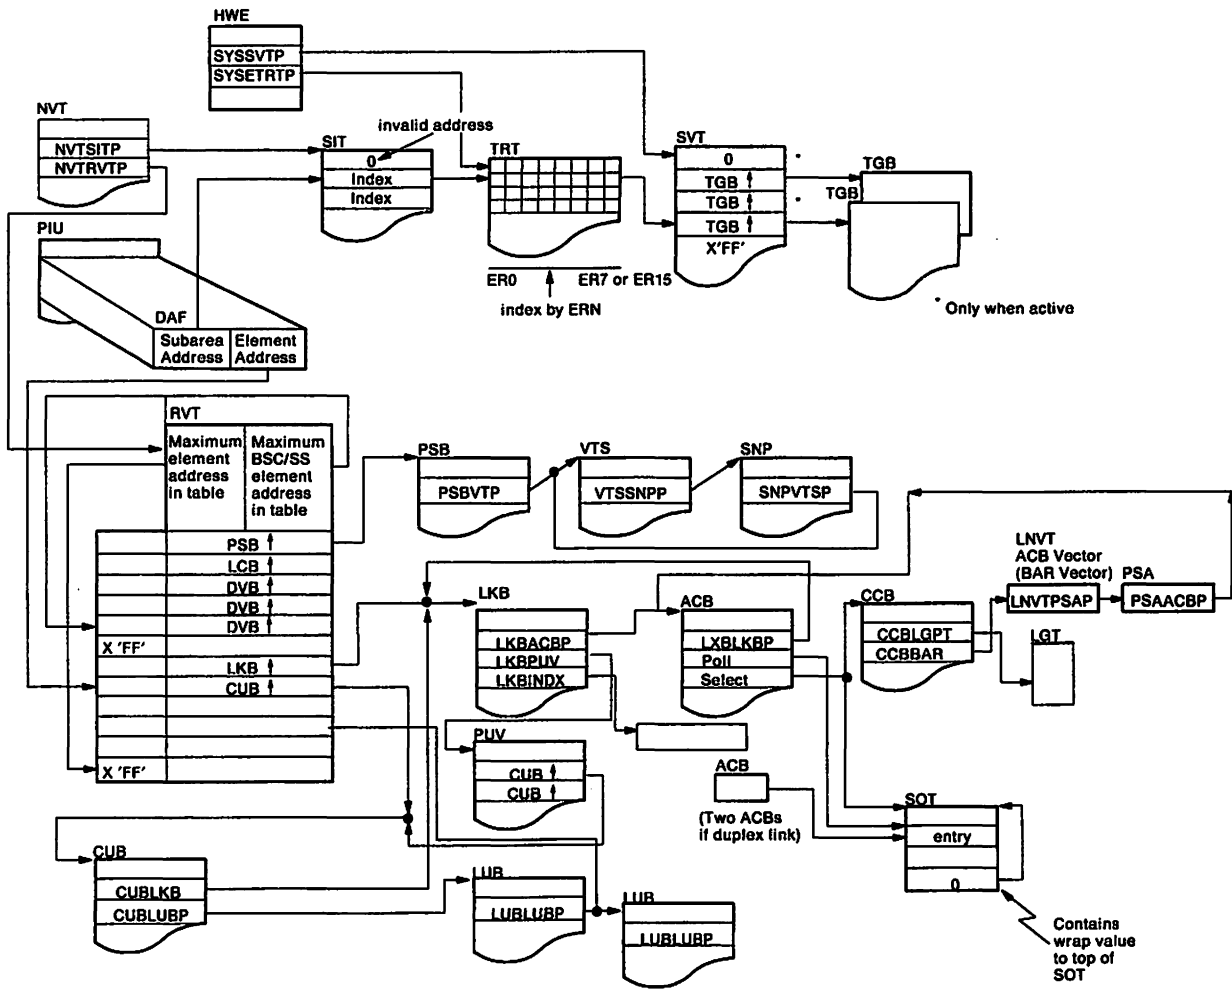 HWE
SYSSVTP
SYSETRTP
NVT
NVTSITP
NVTRVTP
invalid address
SIT
0
Index
Index
TRT
SVT
0
*
TGB
TGB
*
TGB
X'FF'
TGB
TGB
ER0
ER7 or ER15
index by ERN
* Only when active
PIU
DAF
Subarea
Address
Element
Address
RVT
Maximum
element
address
in table
Maximum
BSC/SS
element
address
in table
PSB
LCB
DVB
DVB
DVB
X 'FF'
LKB
CUB
X 'FF'
PSB
PSBVTP
VTS
VTSSNPP
SNP
SNPVTSP
LKB
LKBACBP
LKBPUV
LKBINDX
ACB
LXBLKBP
Poll
Select
CCB
CCBLGPT
CCBBAR
LNVT
ACB Vector
(BAR Vector)
LNVTPSAP
PSA
PSAACBP
LGT
PUV
CUB
CUB
ACB
(Two ACBs
if duplex link)
SOT
entry
0
Contains
wrap value
to top of
SOT
CUB
CUBLKB
CUBLUBP
LUB
LUBLUBP
LUB
LUBLUBP